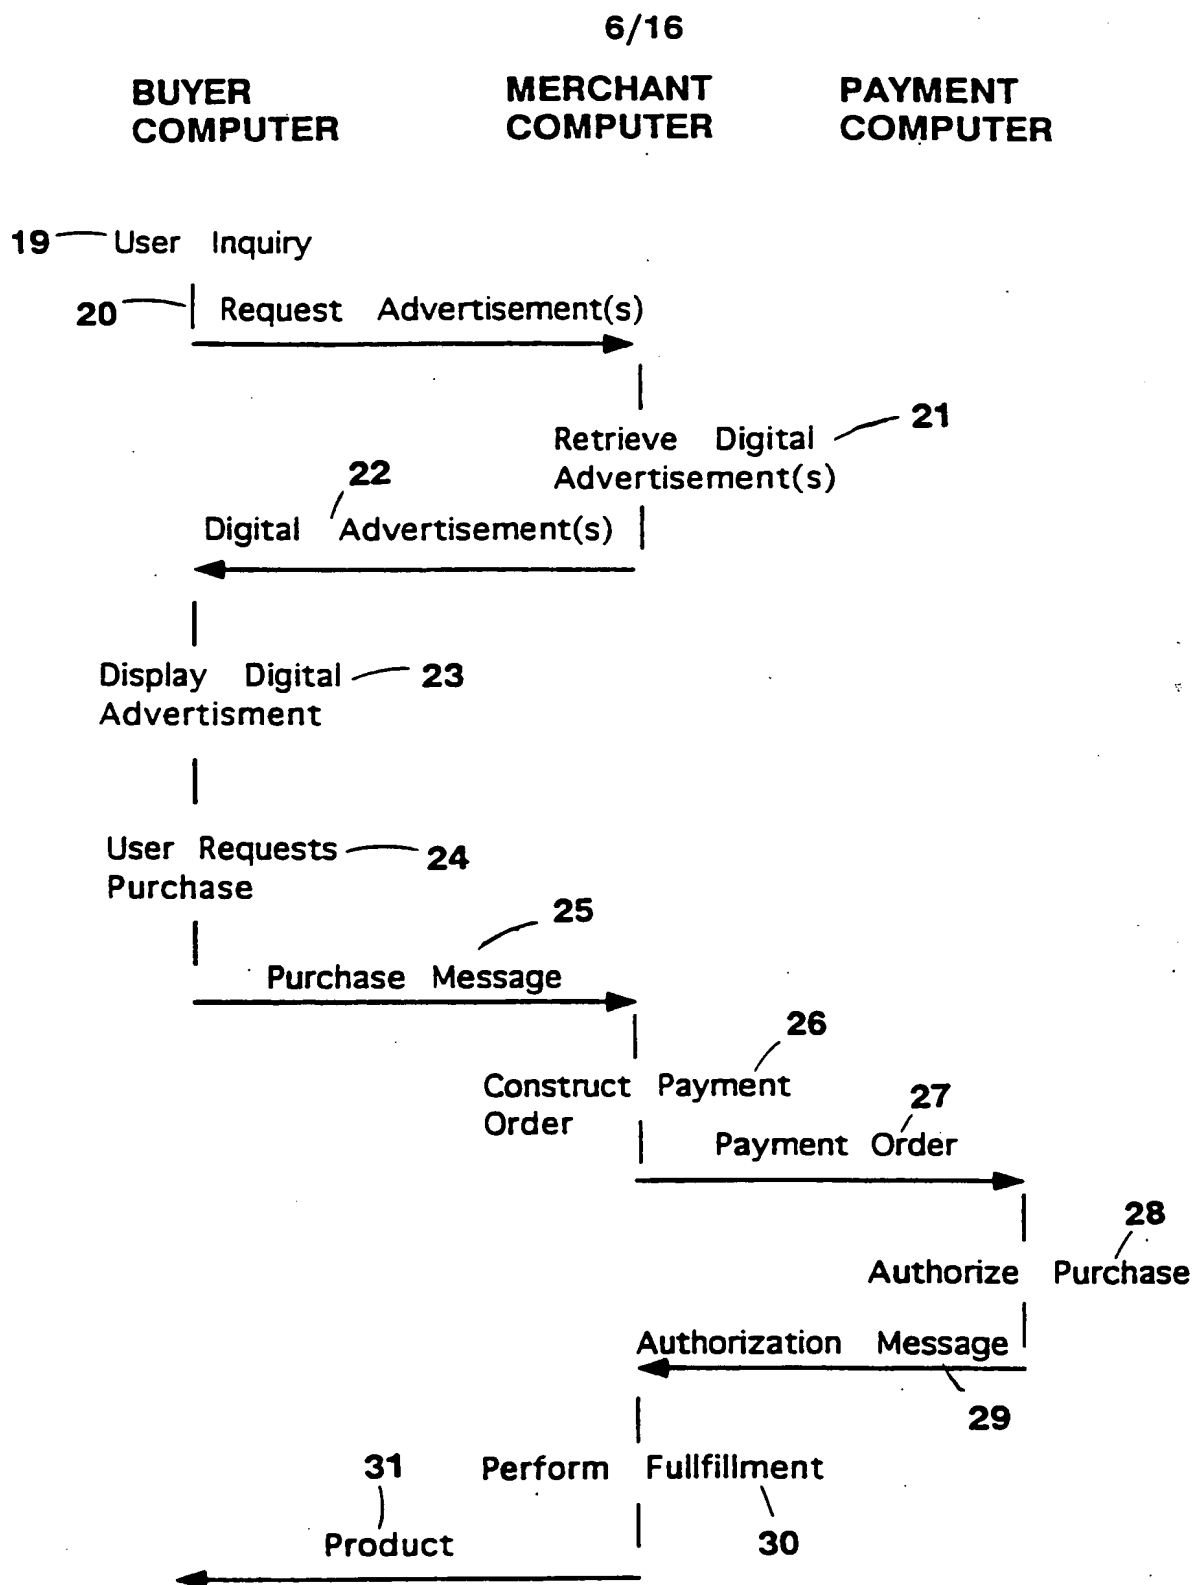 6/16
BUYER COMPUTER
MERCHANT COMPUTER
PAYMENT COMPUTER
19 User Inquiry
20 Request Advertisement(s)
21
Retrieve Digital
Advertisement(s)
22
Digital Advertisement(s)
Display Digital 23
Advertisment
User Requests 24
Purchase
25
Purchase Message
26
Construct Payment
Order
27
Payment Order
28
Authorize Purchase
Authorization Message
29
31 Perform Fullfillment
Product 30